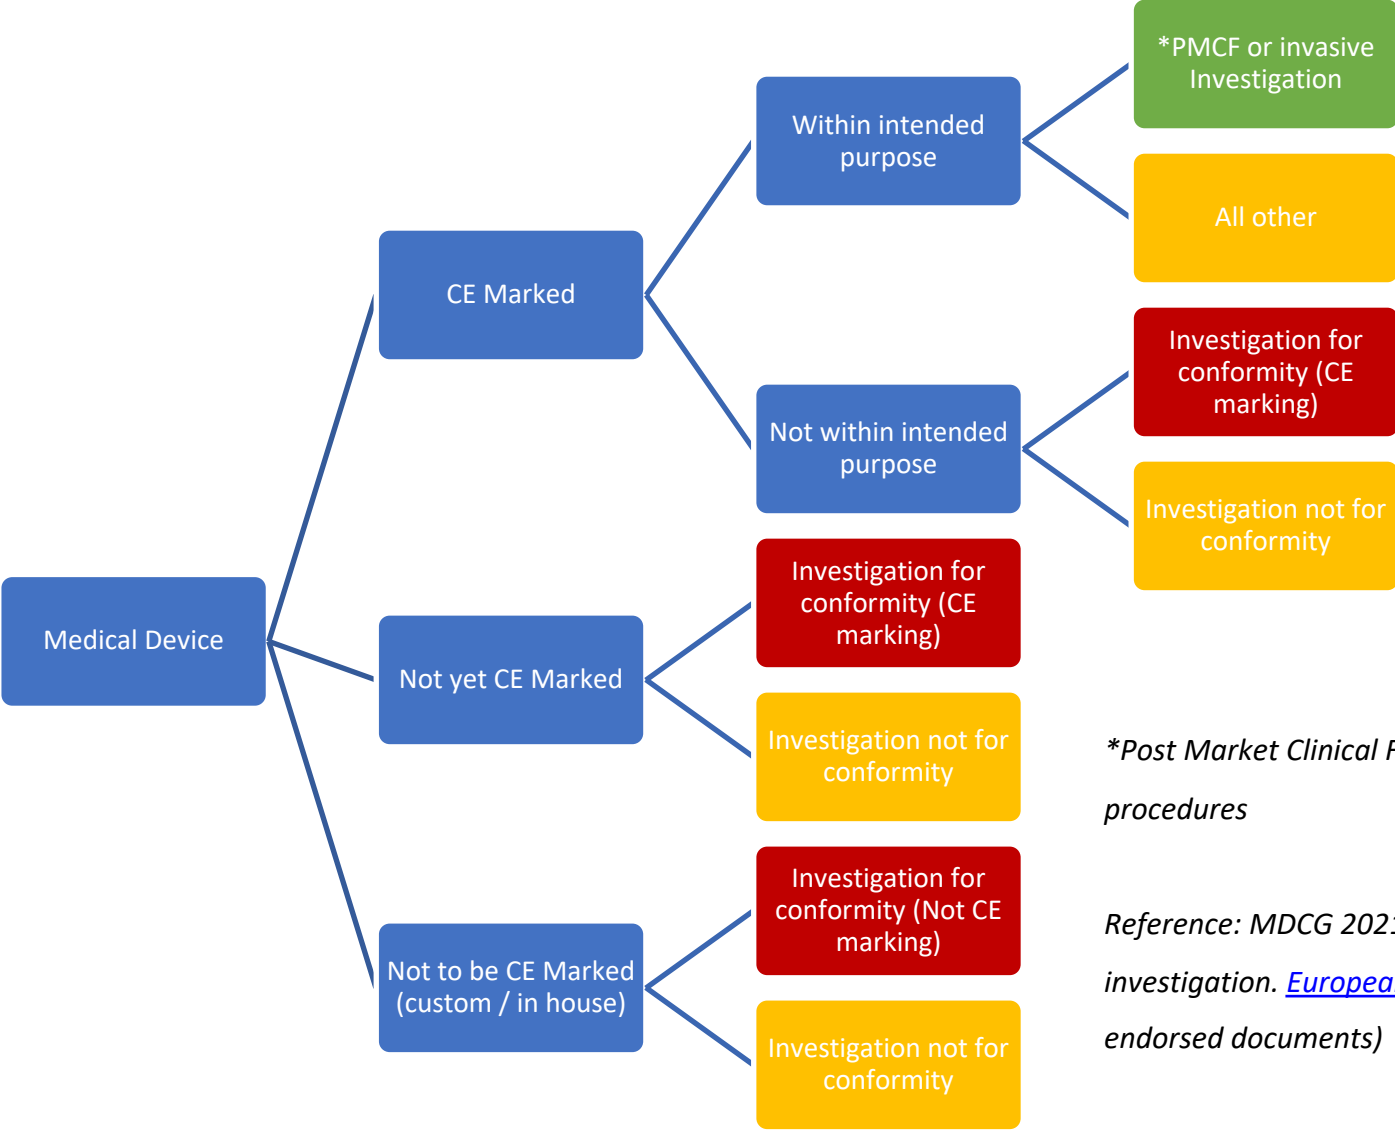 *PMCF or invasive
Investigation
Within intended
purpose
All other
CE Marked
Investigation for
conformity (CE
marking)
Not within intended
purpose
Investigation not for
conformity
Investigation for
conformity (CE
marking)
Medical Device
Not yet CE Marked
Investigation not for
conformity
*Post Market Clinical
procedures
Investigation for
conformity (Not CE
marking)
Reference: MDCG
investigation.
Not to be CE Marked
(custom / in house)
endorsed documents)
Investigation not for
conformity